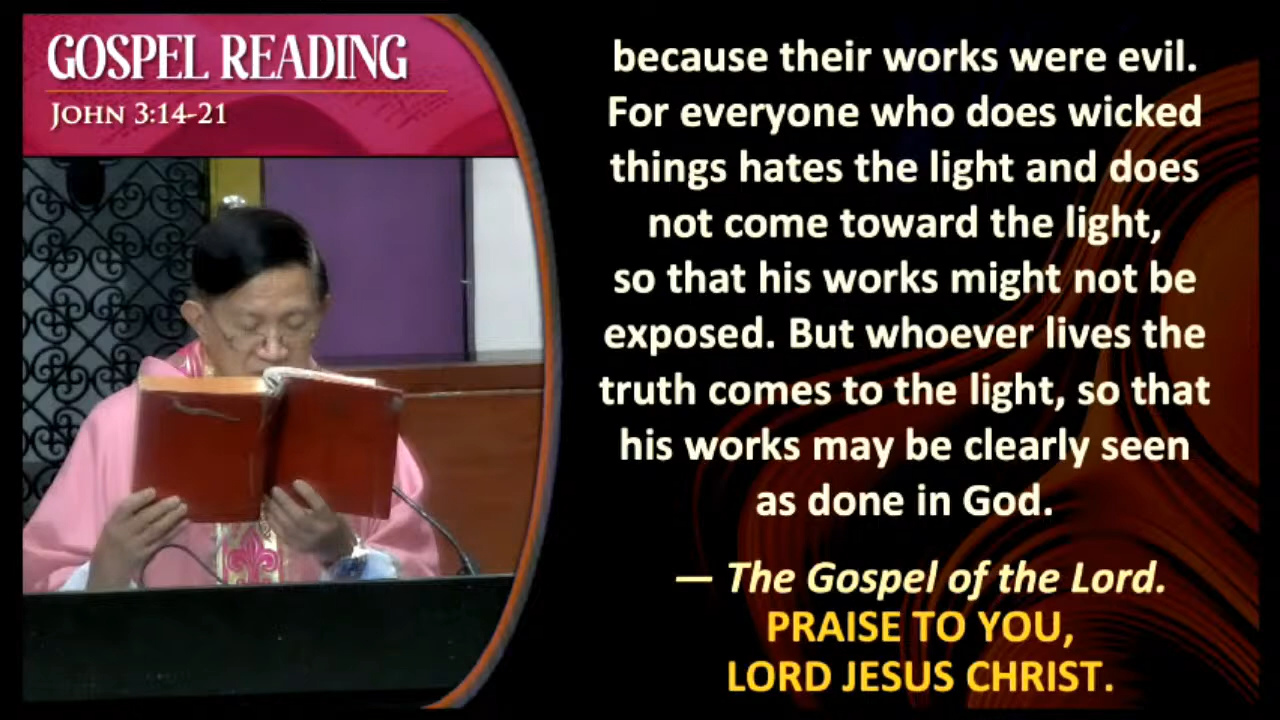 GOSPEL READING
JOHN 3:14-21
because their works were evil.
For everyone who does wicked
things hates the light and does
not come toward the light,
so that his works might not be
exposed. But whoever lives the
truth comes to the light, so that
his works may be clearly seen
as done in God.
— The Gospel of the Lord.
PRAISE TO YOU,
LORD JESUS CHRIST.